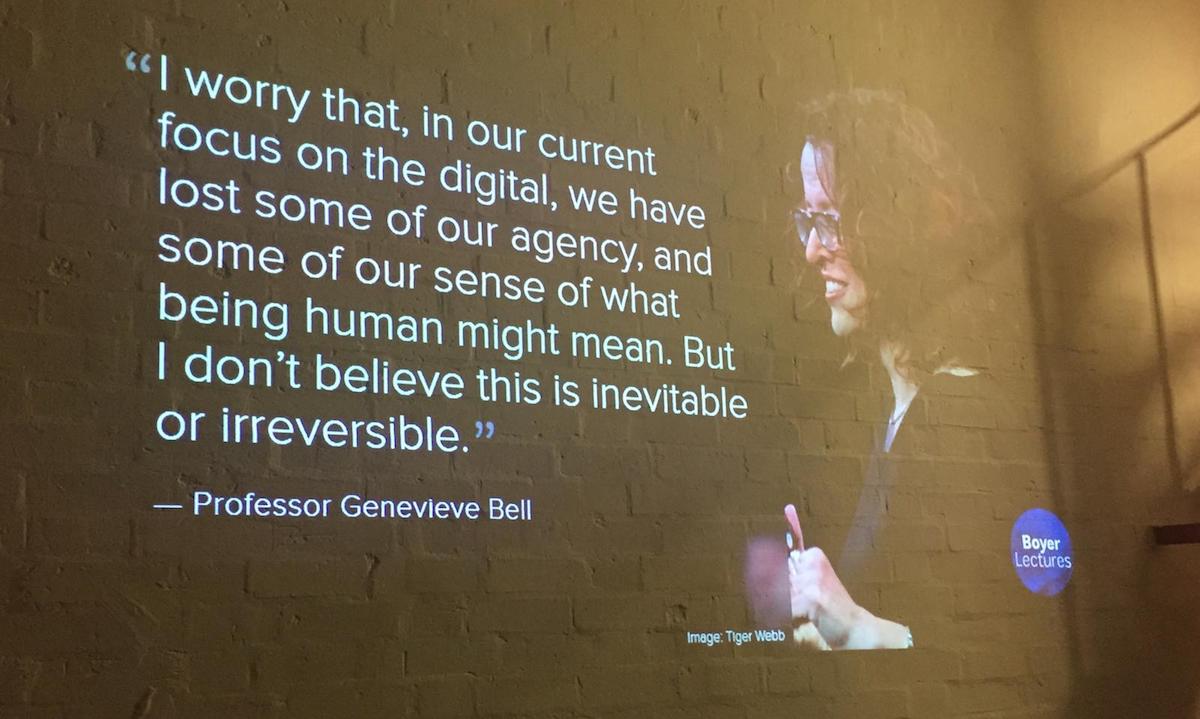 “I worry that, in our current
focus on the digital, we have
lost some of our agency, and
some of our sense of what
being human might mean. But
I don’t believe this is inevitable
or irreversible.”
— Professor Genevieve Bell
Image: Tiger Webb
Boyer
Lectures